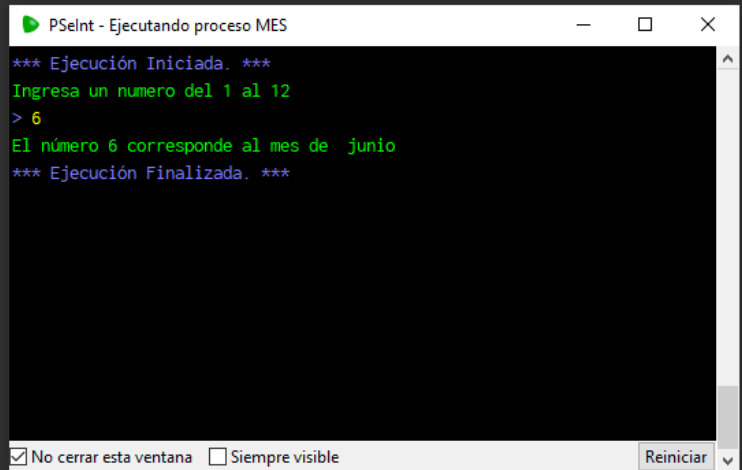 PSeInt - Ejecutando proceso MES
*** Ejecución Iniciada. ***
Ingresa un numero del 1 al 12
> 6
El número 6 corresponde al mes de  junio
*** Ejecución Finalizada. ***
No cerrar esta ventana Siempre visible Reiniciar